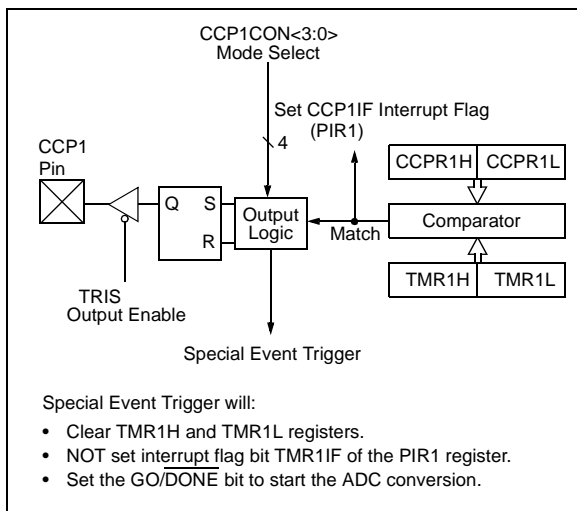 CCP1CON<3:0>
Mode Select
Set CCP1IF Interrupt Flag
(PIR1)
4
CCP1
Pin
CCPR1H CCPR1L
Q S
R
Output
Logic
Match
Comparator
TRIS
Output Enable
TMR1H TMR1L
Special Event Trigger
Special Event Trigger will:
• Clear TMR1H and TMR1L registers.
• NOT set interrupt flag bit TMR1IF of the PIR1 register.
• Set the GO/DONE bit to start the ADC conversion.